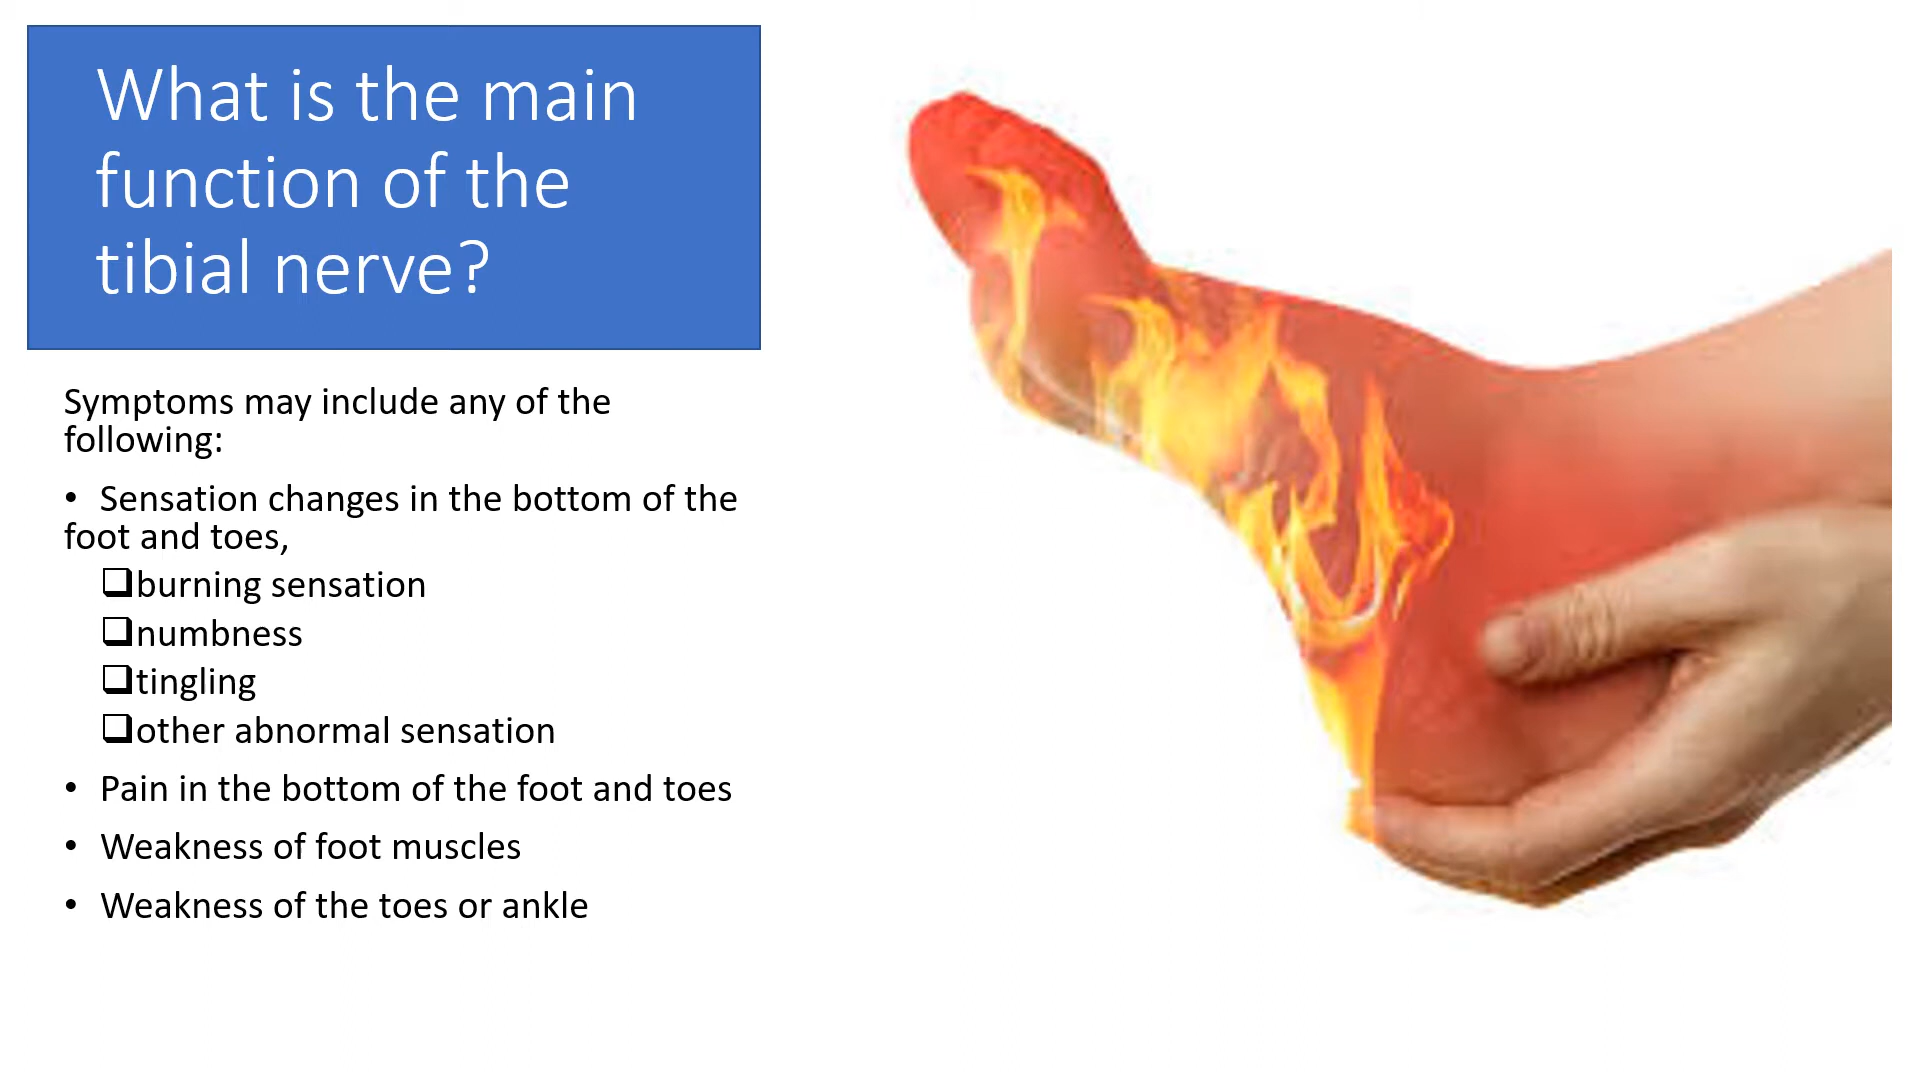 What is the main
function of the
tibial nerve?
Symptoms may include any of the
following:
• Sensation changes in the bottom of the
foot and toes,
❑burning sensation
❑numbness
❑tingling
❑other abnormal sensation
• Pain in the bottom of the foot and toes
• Weakness of foot muscles
• Weakness of the toes or ankle